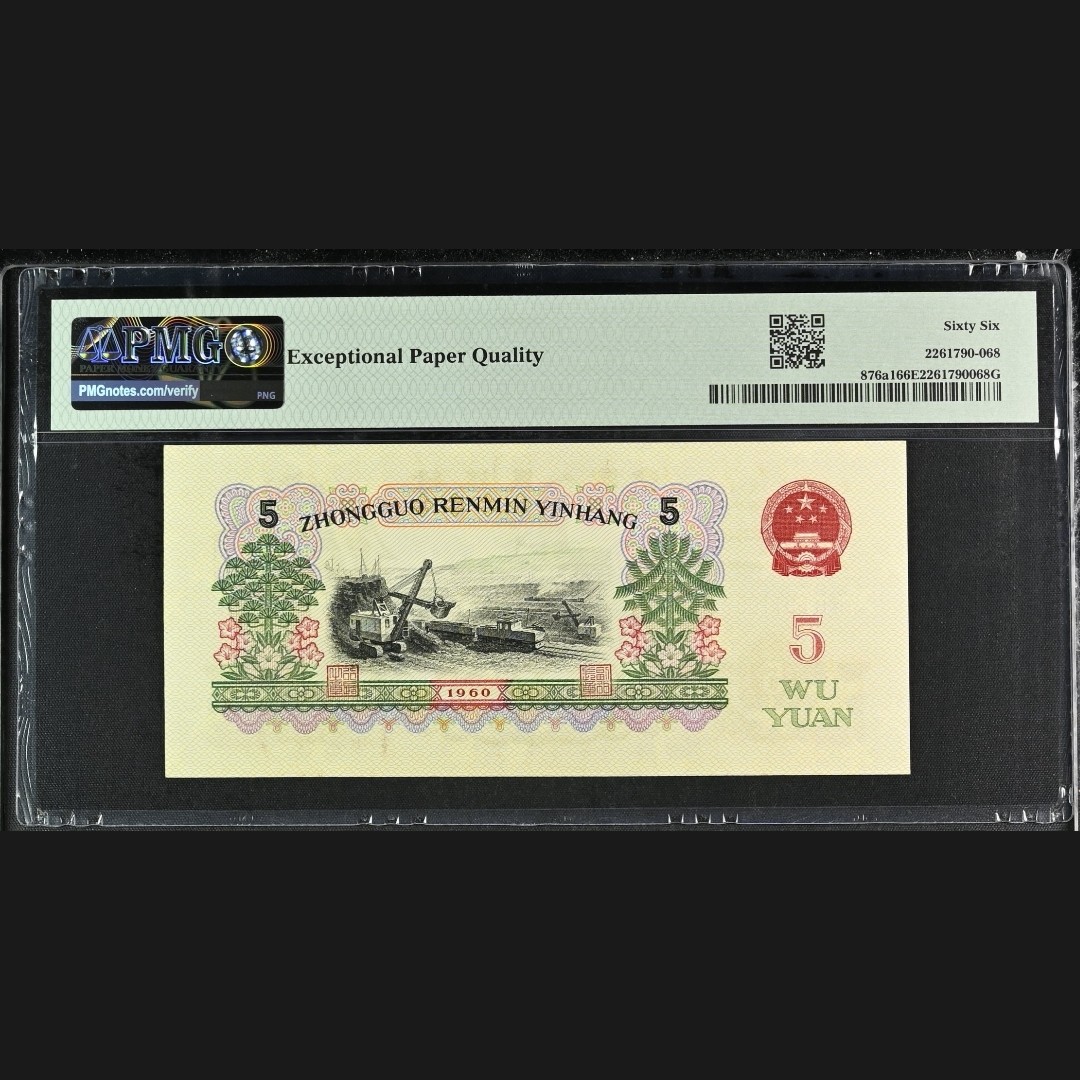 PMG
PAPER MONEY GUARANTY
PMGnotes.com/verify
PNG
Exceptional Paper Quality
Sixty Six
2261790-068
876a166E2261790068G
5 ZHONGGUO RENMIN YINHANG 5
1960
5
WU
YUAN